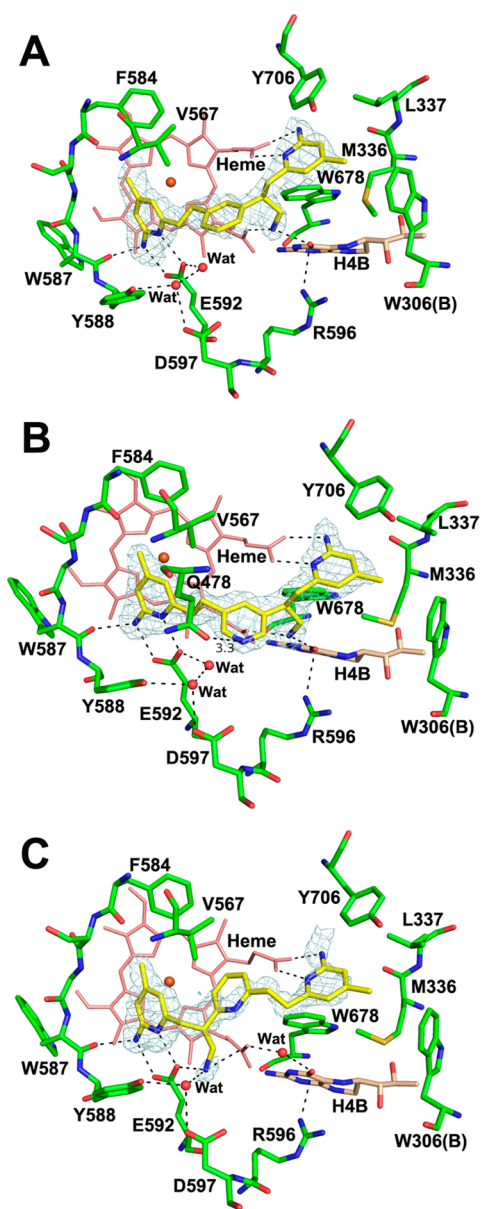 A
F584
Y706
V567
L337
Heme
M336
W678
W587
Wat
H4B
Y588
Wat
E592
W306(B)
R596
D597
B
F584
Y706
V567
L337
Heme
Q478
M336
W678
W587
3.3
Wat
H4B
Y588
Wat
E592
W306(B)
R596
D597
C
F584
Y706
V567
L337
Heme
M336
Wat
W678
W587
Wat
H4B
Y588
E592
R596
W306(B)
D597